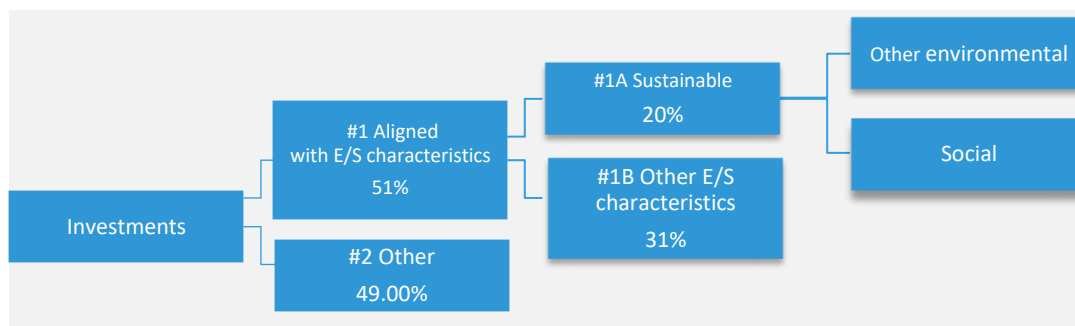 Investments
#1 Aligned
with E/S characteristics
51%
#2 Other
49.00%
#1A Sustainable
20%
#1B Other E/S
characteristics
31%
Other environmental
Social